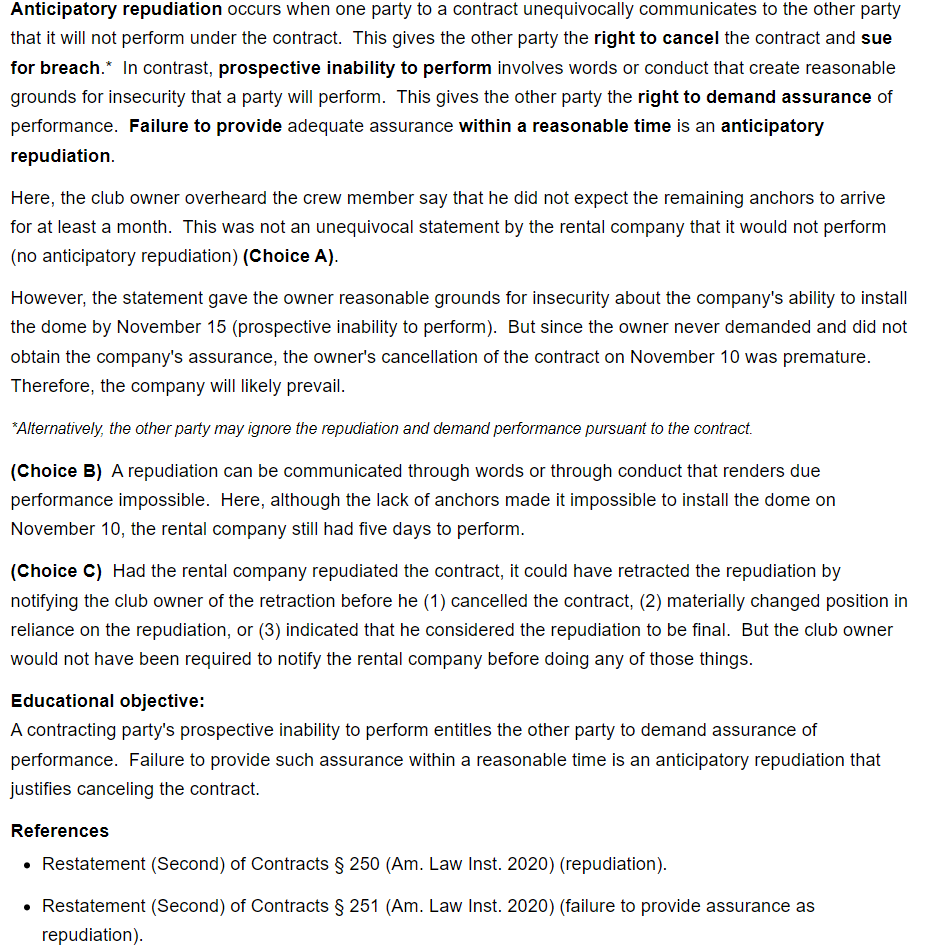 Anticipatory repudiation occurs when one party to a contract unequivocally communicates to the other party
that it will not perform under the contract.  This gives the other party the right to cancel the contract and sue
for breach.*  In contrast, prospective inability to perform involves words or conduct that create reasonable
grounds for insecurity that a party will perform.  This gives the other party the right to demand assurance of
performance.  Failure to provide adequate assurance within a reasonable time is an anticipatory
repudiation.
Here, the club owner overheard the crew member say that he did not expect the remaining anchors to arrive
for at least a month.  This was not an unequivocal statement by the rental company that it would not perform
(no anticipatory repudiation) (Choice A).
However, the statement gave the owner reasonable grounds for insecurity about the company's ability to install
the dome by November 15 (prospective inability to perform).  But since the owner never demanded and did not
obtain the company's assurance, the owner's cancellation of the contract on November 10 was premature.
Therefore, the company will likely prevail.
*Alternatively, the other party may ignore the repudiation and demand performance pursuant to the contract.
(Choice B)  A repudiation can be communicated through words or through conduct that renders due
performance impossible.  Here, although the lack of anchors made it impossible to install the dome on
November 10, the rental company still had five days to perform.
(Choice C)  Had the rental company repudiated the contract, it could have retracted the repudiation by
notifying the club owner of the retraction before he (1) cancelled the contract, (2) materially changed position in
reliance on the repudiation, or (3) indicated that he considered the repudiation to be final.  But the club owner
would not have been required to notify the rental company before doing any of those things.
Educational objective:
A contracting party's prospective inability to perform entitles the other party to demand assurance of
performance.  Failure to provide such assurance within a reasonable time is an anticipatory repudiation that
justifies canceling the contract.
References
• Restatement (Second) of Contracts § 250 (Am. Law Inst. 2020) (repudiation).
• Restatement (Second) of Contracts § 251 (Am. Law Inst. 2020) (failure to provide assurance as
repudiation).